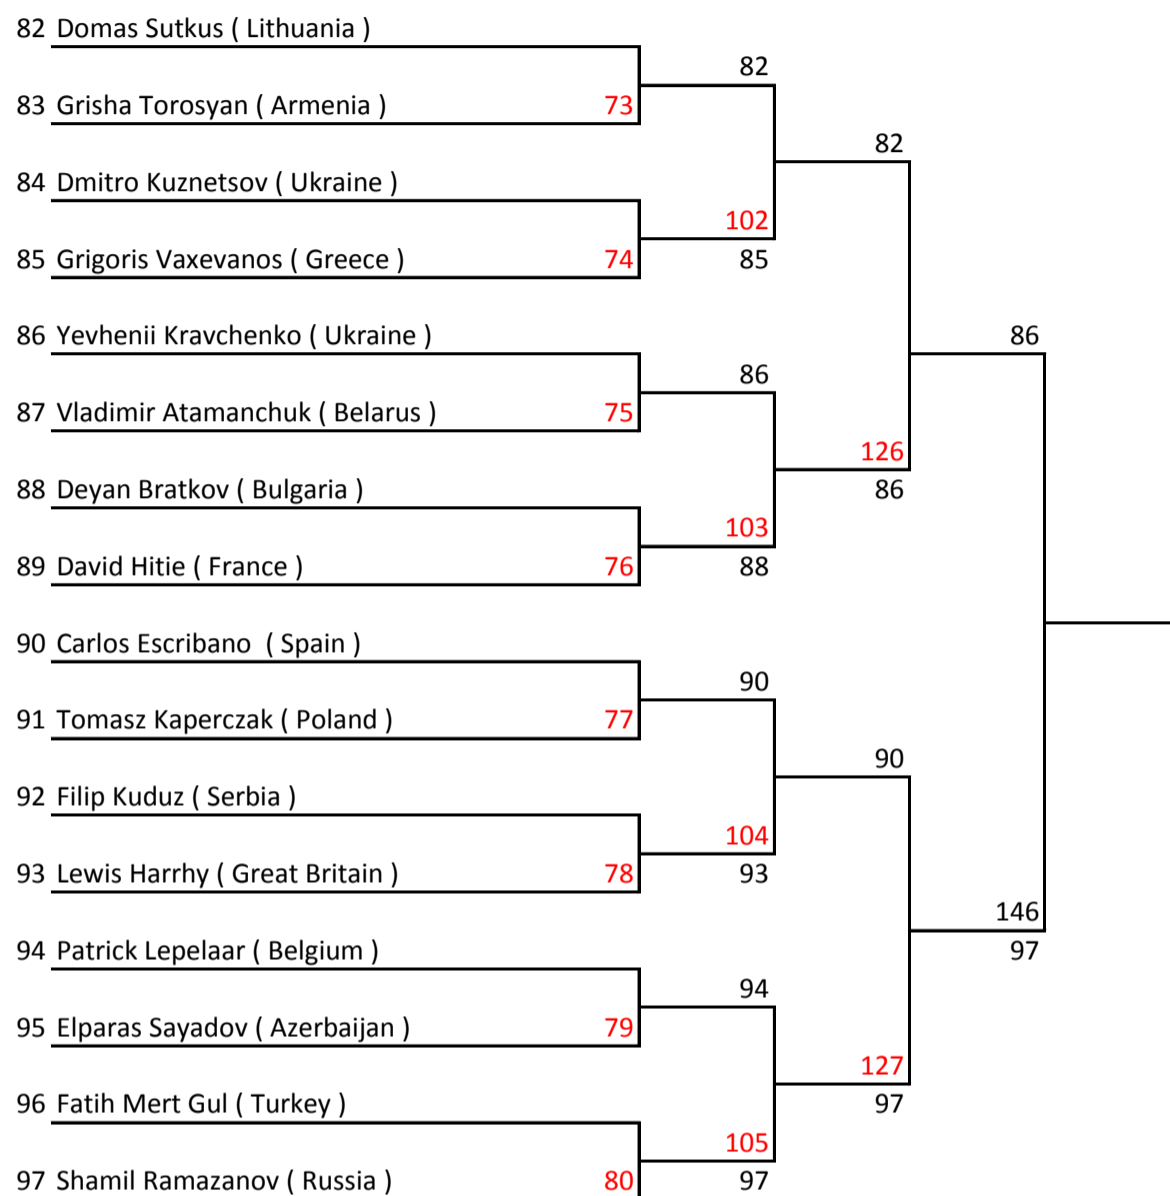 82 Domas Sutkus ( Lithuania )
82
83 Grisha Torosyan ( Armenia ) 73
82
84 Dmitro Kuznetsov ( Ukraine )
102
85 Grigoris Vaxevanos ( Greece ) 74 85
86 Yevhenii Kravchenko ( Ukraine ) 86
86
87 Vladimir Atamanchuk ( Belarus ) 75
126
88 Deyan Bratkov ( Bulgaria ) 86
103
89 David Hitie ( France ) 76 88
90 Carlos Escribano ( Spain )
90
91 Tomasz Kaperczak ( Poland ) 77
90
92 Filip Kuduz ( Serbia )
104
93 Lewis Harrhy ( Great Britain ) 78 93
146
94 Patrick Lepelaar ( Belgium ) 97
94
95 Elparas Sayadov ( Azerbaijan ) 79
127
96 Fatih Mert Gul ( Turkey ) 97
105
97 Shamil Ramazanov ( Russia ) 80 97